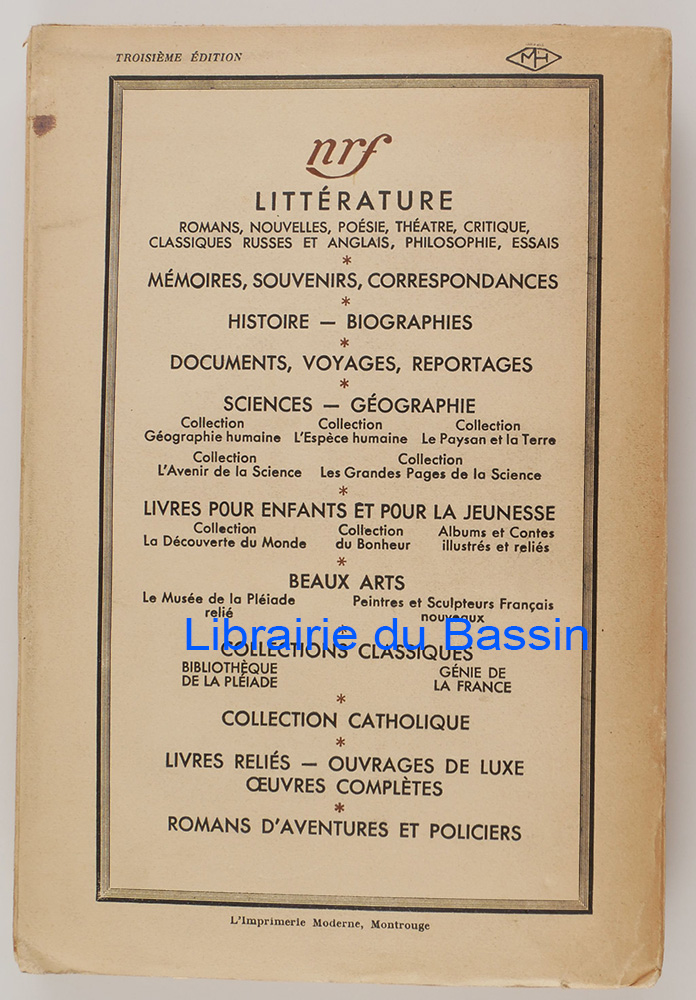 TROISIÈME ÉDITION
MH
nrf
LITTÉRATURE
ROMANS, NOUVELLES, POÉSIE, THÉATRE, CRITIQUE,
CLASSIQUES RUSSES ET ANGLAIS, PHILOSOPHIE, ESSAIS
*
MÉMOIRES, SOUVENIRS, CORRESPONDANCES
*
HISTOIRE — BIOGRAPHIES
*
DOCUMENTS, VOYAGES, REPORTAGES
*
SCIENCES — GÉOGRAPHIE
Collection Collection Collection
Géographie humaine L'Espèce humaine Le Paysan et la Terre
Collection Collection
L'Avenir de la Science Les Grandes Pages de la Science
*
LIVRES POUR ENFANTS ET POUR LA JEUNESSE
Collection Collection Albums et Contes
La Découverte du Monde du Bonheur illustrés et reliés
*
BEAUX ARTS
Le Musée de la Pléiade Peintres et Sculpteurs Français
relié nouveaux
Librairie du Bassin
COLLECTIONS CLASSIQUES
BIBLIOTHÈQUE GÉNIE DE
DE LA PLÉIADE LA FRANCE
*
COLLECTION CATHOLIQUE
*
LIVRES RELIÉS — OUVRAGES DE LUXE
ŒUVRES COMPLÈTES
*
ROMANS D'AVENTURES ET POLICIERS
L'Imprimerie Moderne, Montrouge